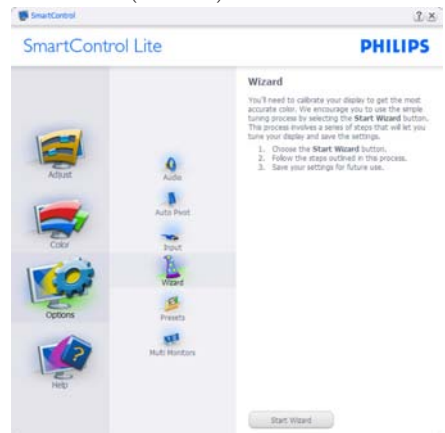 SmartControl
SmartControl Lite
PHILIPS
Adjust
Color
Options
Help
Audio
Auto Pivot
Input
Wizard
Presets
Multi Monitors
Wizard
You'll need to calibrate your display to get the most
accurate color. We encourage you to use the simple
tuning process by selecting the Start Wizard button.
This process involves a series of steps that will let you
tune your display and save the settings.
1. Choose the Start Wizard button.
2. Follow the steps outlined in this process.
3. Save your settings for future use.
Start Wizard